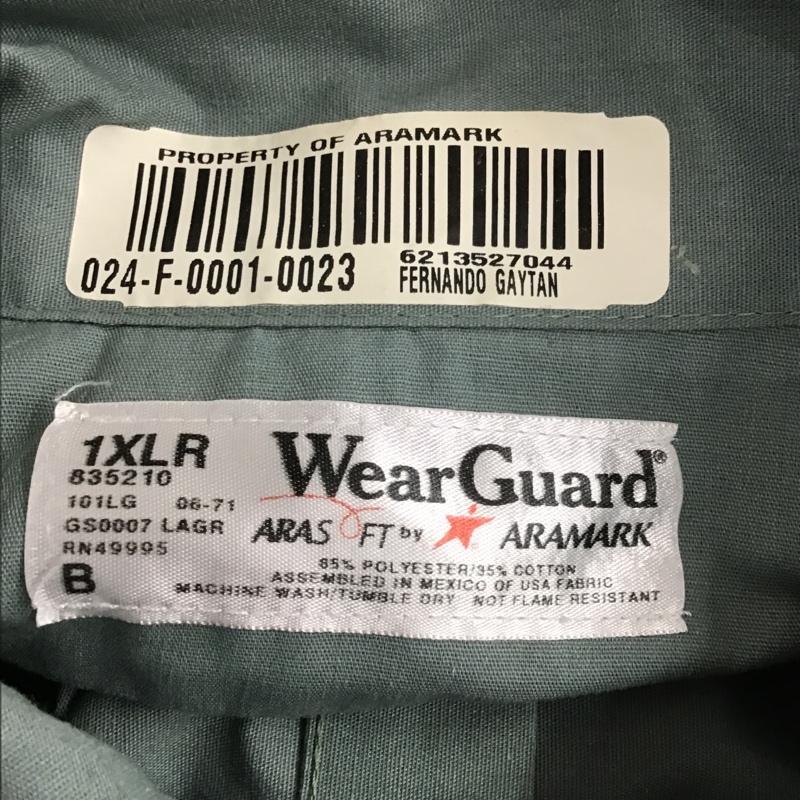 PROPERTY OF ARAMARK
024-F-0001-0023
6213527044
FERNANDO GAYTAN
1XLR
835210
101LG 06-71
GS0007 LAGR
RN49995
B
WearGuard®
ARASOFT by ARAMARK
65% POLYESTER/35% COTTON
ASSEMBLED IN MEXICO OF USA FABRIC
MACHINE WASH/TUMBLE DRY NOT FLAME RESISTANT